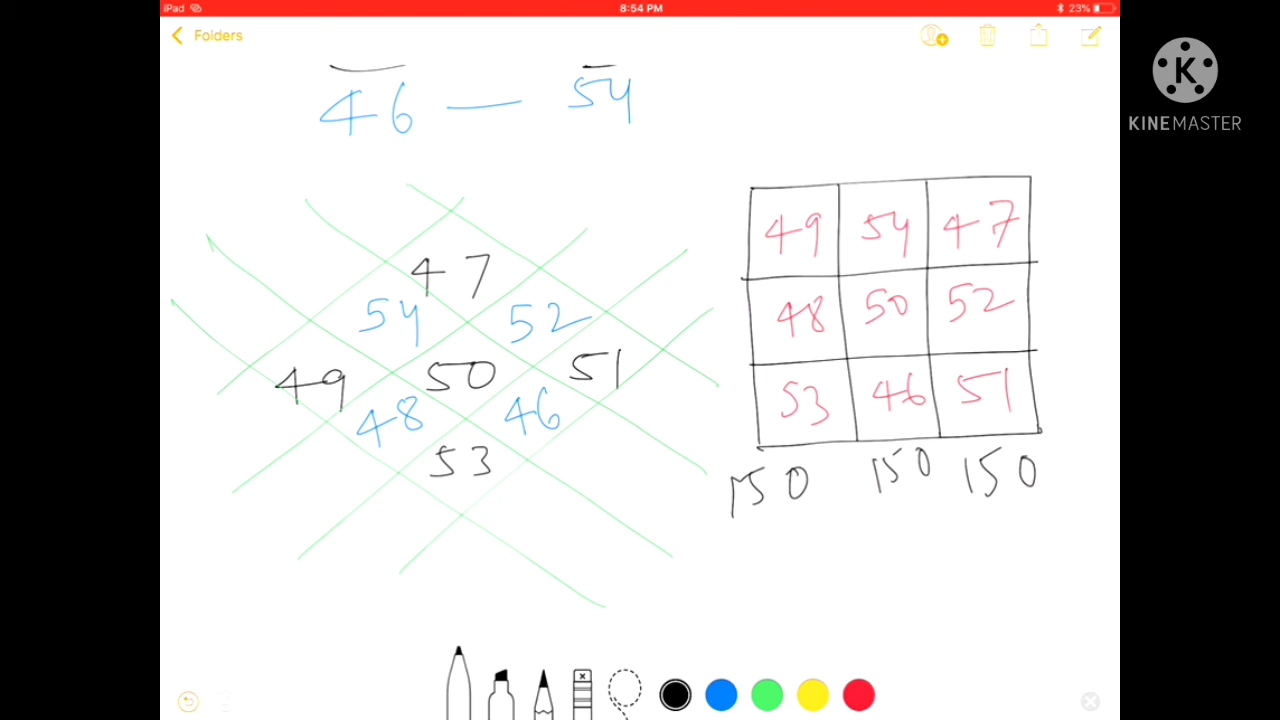 iPad 8:54 PM 23%
Folders
K
KINEMASTER
46 — 54
47
54 52
49 50 51
48 46
53
49 54 47
48 50 52
53 46 51
150 150 150